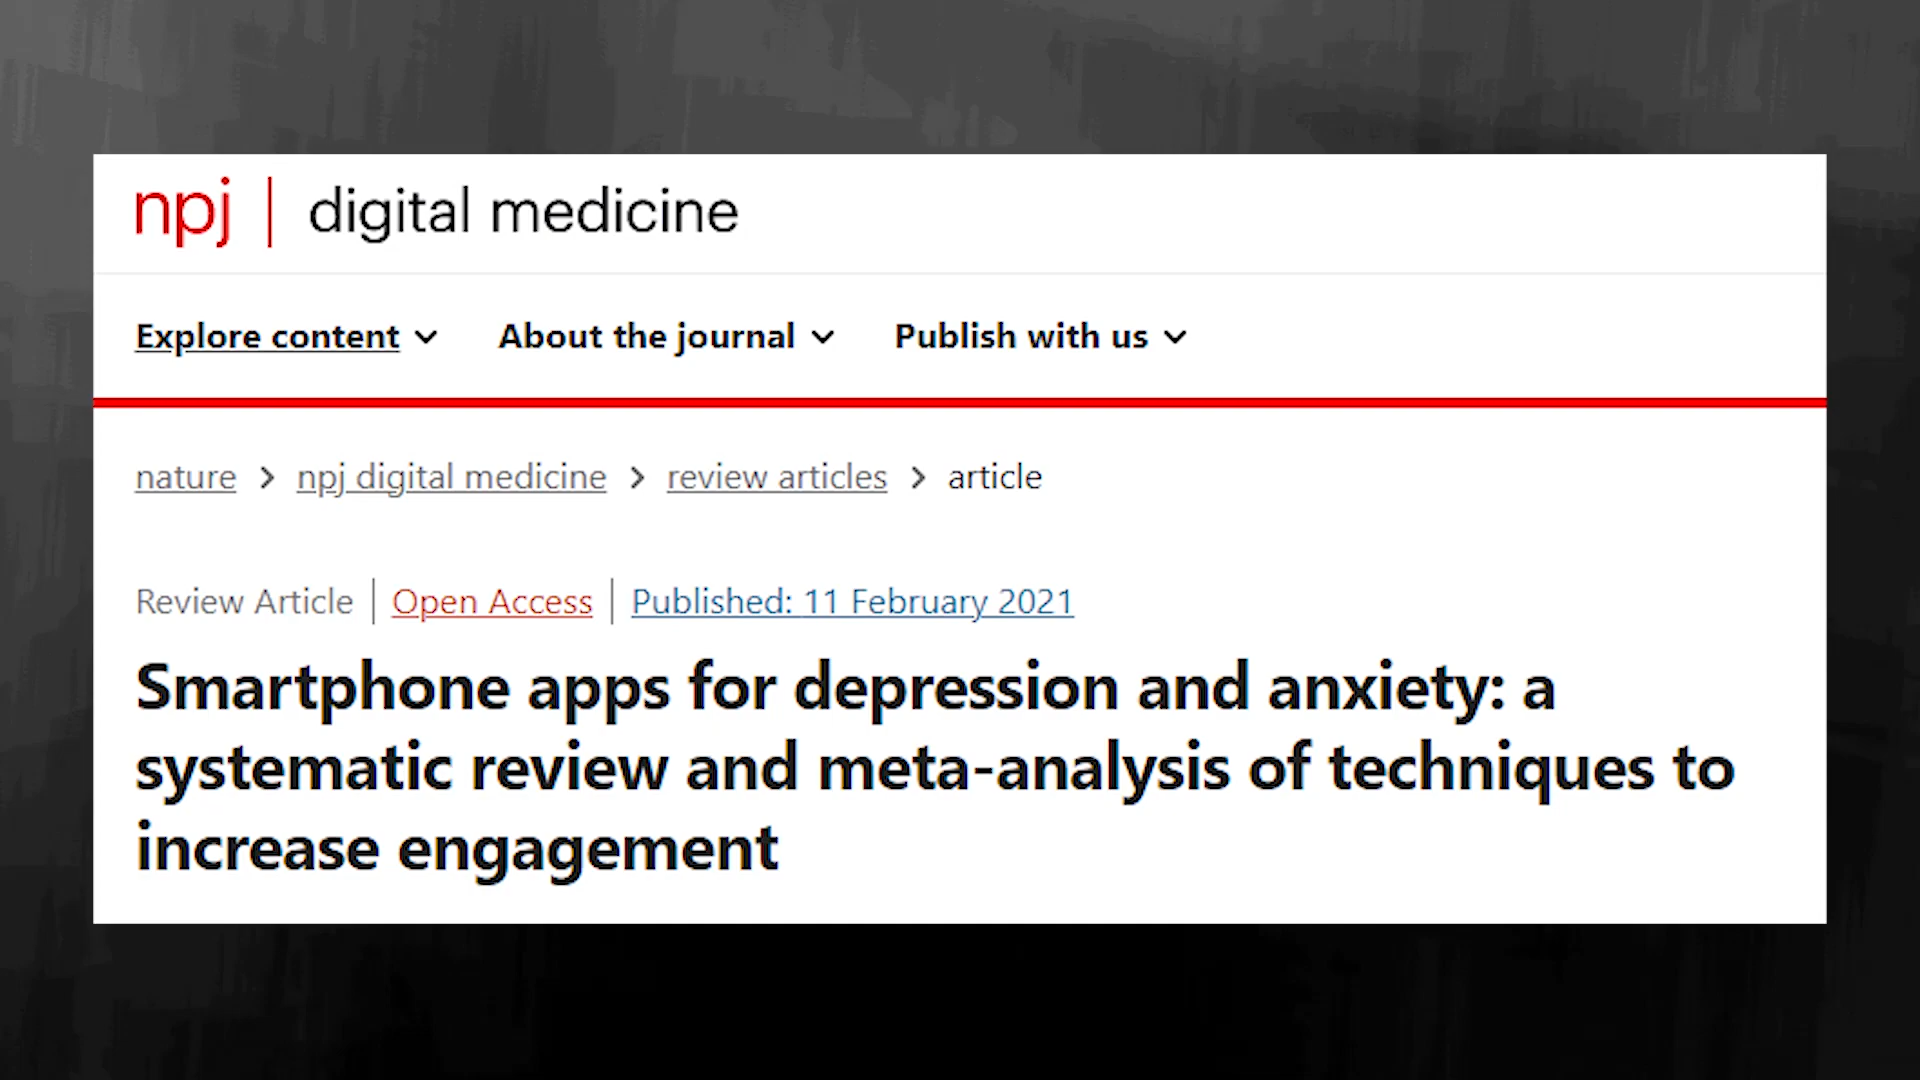 npj | digital medicine
Explore content About the journal Publish with us
nature > npj digital medicine > review articles > article
Review Article | Open Access | Published: 11 February 2021
Smartphone apps for depression and anxiety: a
systematic review and meta-analysis of techniques to
increase engagement